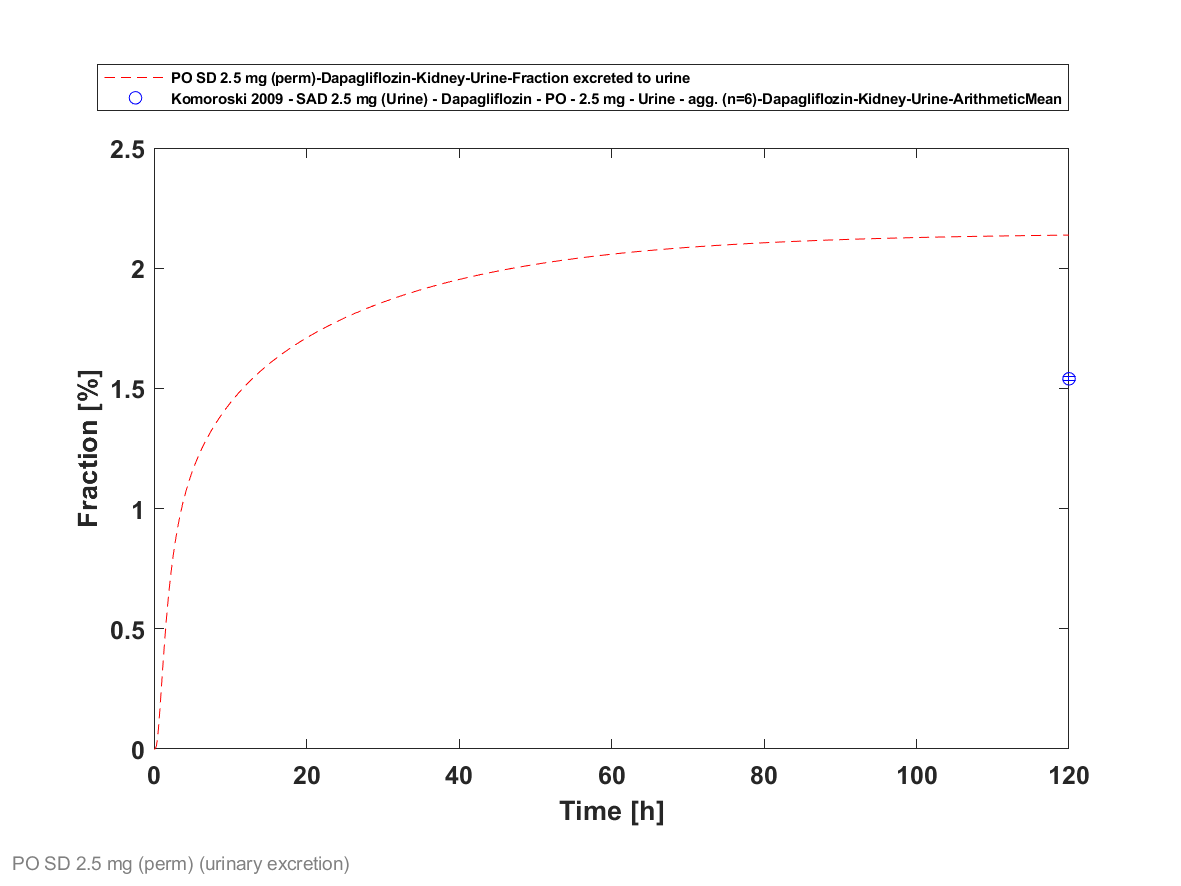 PO SD 2.5 mg (perm)-Dapagliflozin-Kidney-Urine-Fraction excreted to urine
Komoroski 2009 - SAD 2.5 mg (Urine) - Dapagliflozin - PO - 2.5 mg - Urine - agg. (n=6)-Dapagliflozin-Kidney-Urine-ArithmeticMean
2.5
2
1.5
1
0.5
0
Fraction [%]
0 20 40 60 80 100 120
Time [h]
PO SD 2.5 mg (perm) (urinary excretion)